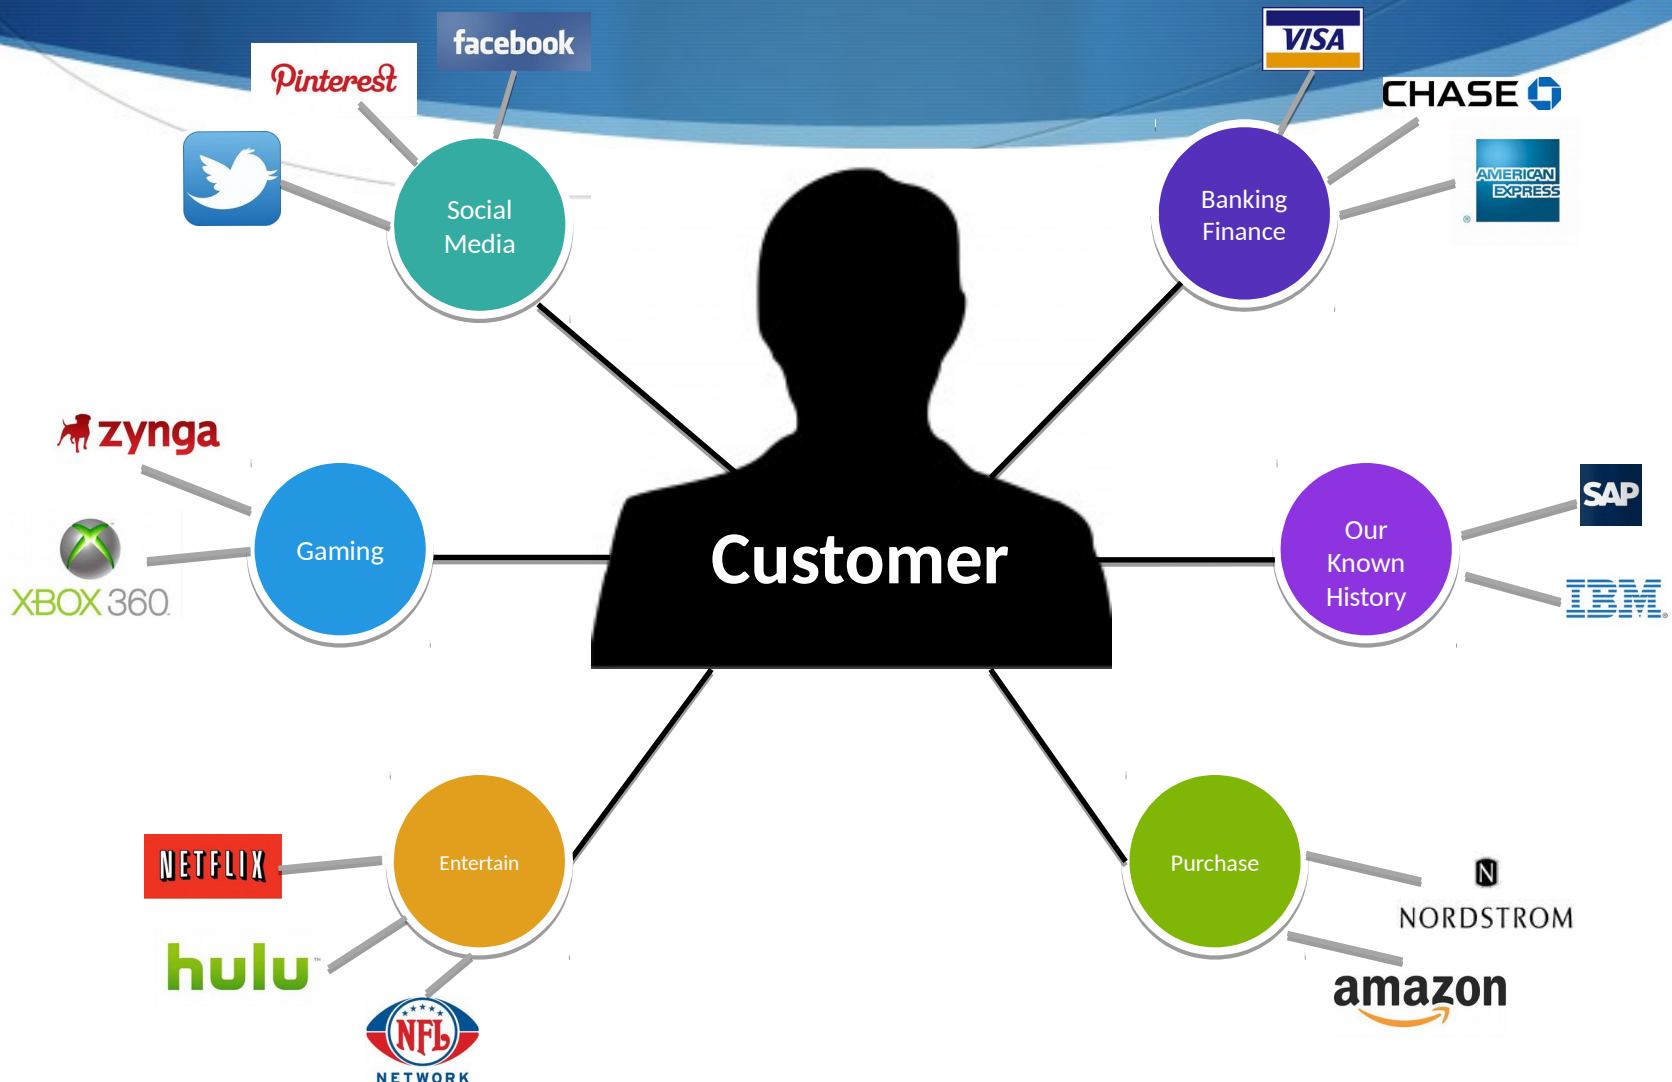 facebook
Pinterest
Social
Media
VISA
CHASE
AMERICAN
EXPRESS
®
Banking
Finance
zynga
XBOX 360
Gaming
Customer
Our
Known
History
SAP
IBM®
NETFLIX
hulu™
NFL
NETWORK
Entertain
Purchase
N
NORDSTROM
amazon